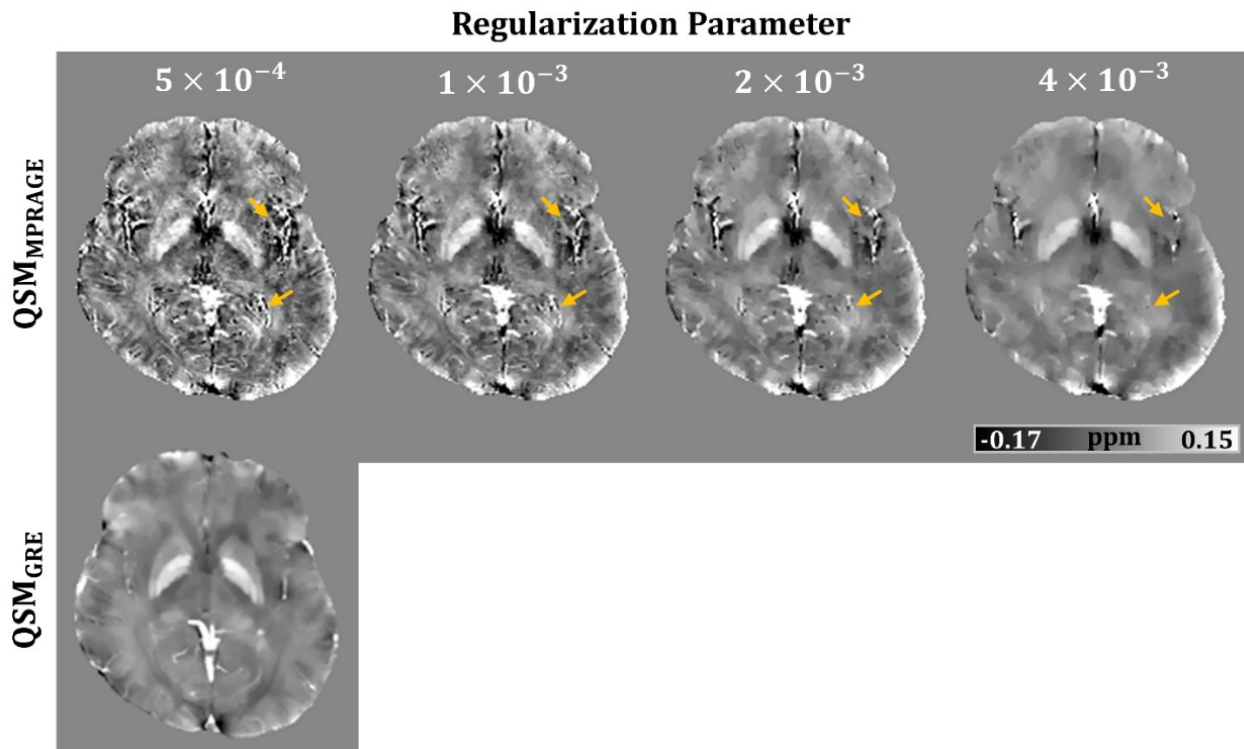 Regularization Parameter
5 × 10⁻⁴ 1 × 10⁻³ 2 × 10⁻³ 4 × 10⁻³
QSM_MPRAGE
-0.17 ppm 0.15
QSM_GRE